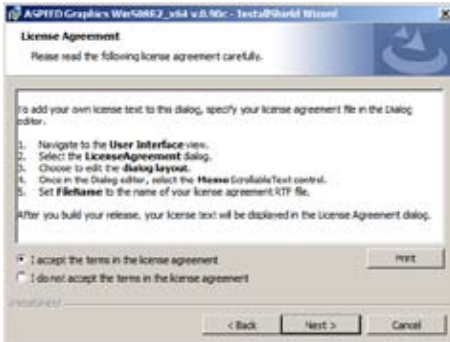 ASPEED Graphics WinS08R2_x64 v.0.96c - InstallShield Wizard
License Agreement
Please read the following license agreement carefully.
To add your own license text to this dialog, specify your license agreement file in the Dialog
editor.
1. Navigate to the User Interface view.
2. Select the LicenseAgreement dialog.
3. Choose to edit the dialog layout.
4. Once in the Dialog editor, select the Memo ScrollableText control.
5. Set FileName to the name of your license agreement RTF file.
After you build your release, your license text will be displayed in the License Agreement dialog.
I accept the terms in the license agreement
Print
I do not accept the terms in the license agreement
InstallShield
< Back
Next >
Cancel